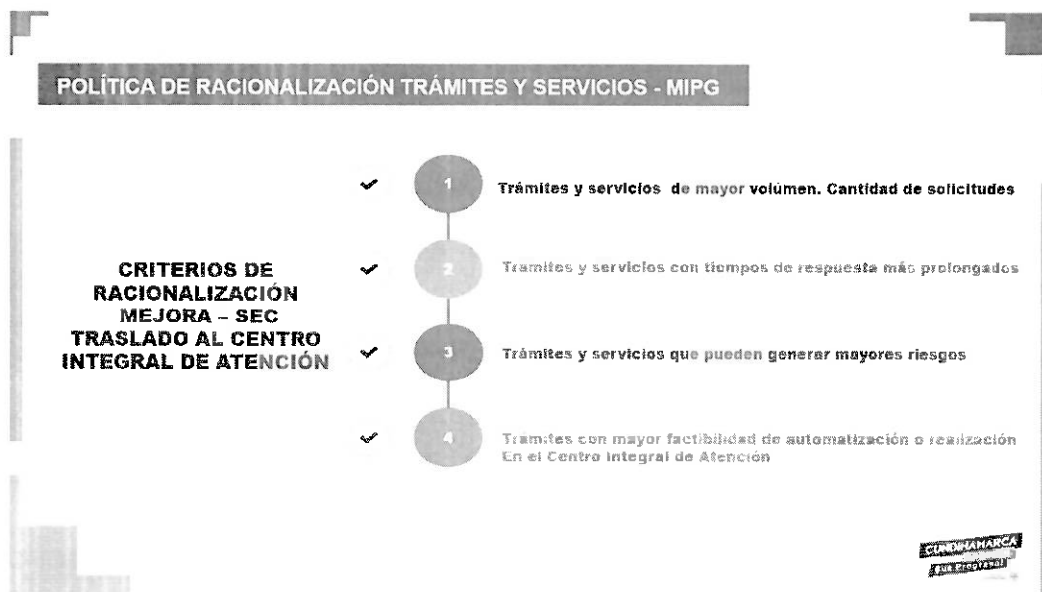 POLÍTICA DE RACIONALIZACIÓN TRÁMITES Y SERVICIOS - MIPG
1
Trámites y servicios de mayor volúmen. Cantidad de solicitudes
CRITERIOS DE
RACIONALIZACIÓN
MEJORA – SEC
TRASLADO AL CENTRO
INTEGRAL DE ATENCIÓN
2
Tramites y servicios con tiempos de respuesta más prolongados
3
Trámites y servicios que pueden generar mayores riesgos
4
Trámites con mayor factibilidad de automatización o realización
En el Centro Integral de Atención
CUNDINAMARCA
¡Que Progresa!